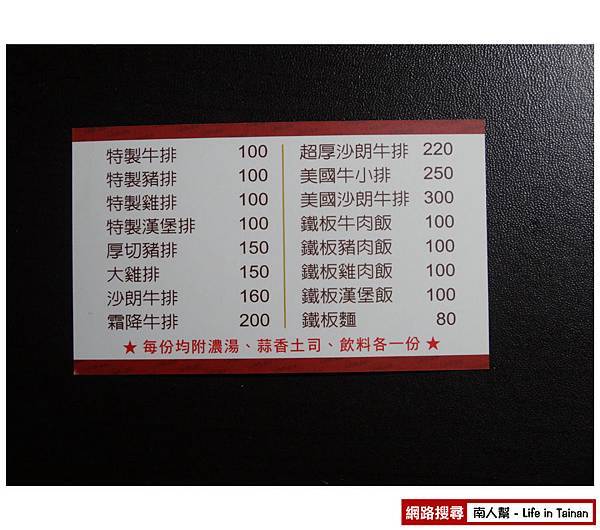 特製牛排 100
特製豬排 100
特製雞排 100
特製漢堡排 100
厚切豬排 150
大雞排 150
沙朗牛排 160
霜降牛排 200
超厚沙朗牛排 220
美國牛小排 250
美國沙朗牛排 300
鐵板牛肉飯 100
鐵板豬肉飯 100
鐵板雞肉飯 100
鐵板漢堡飯 100
鐵板麵 80
★ 每份均附濃湯、蒜香土司、飲料各一份 ★
網路搜尋 南人幫 - Life in Tainan